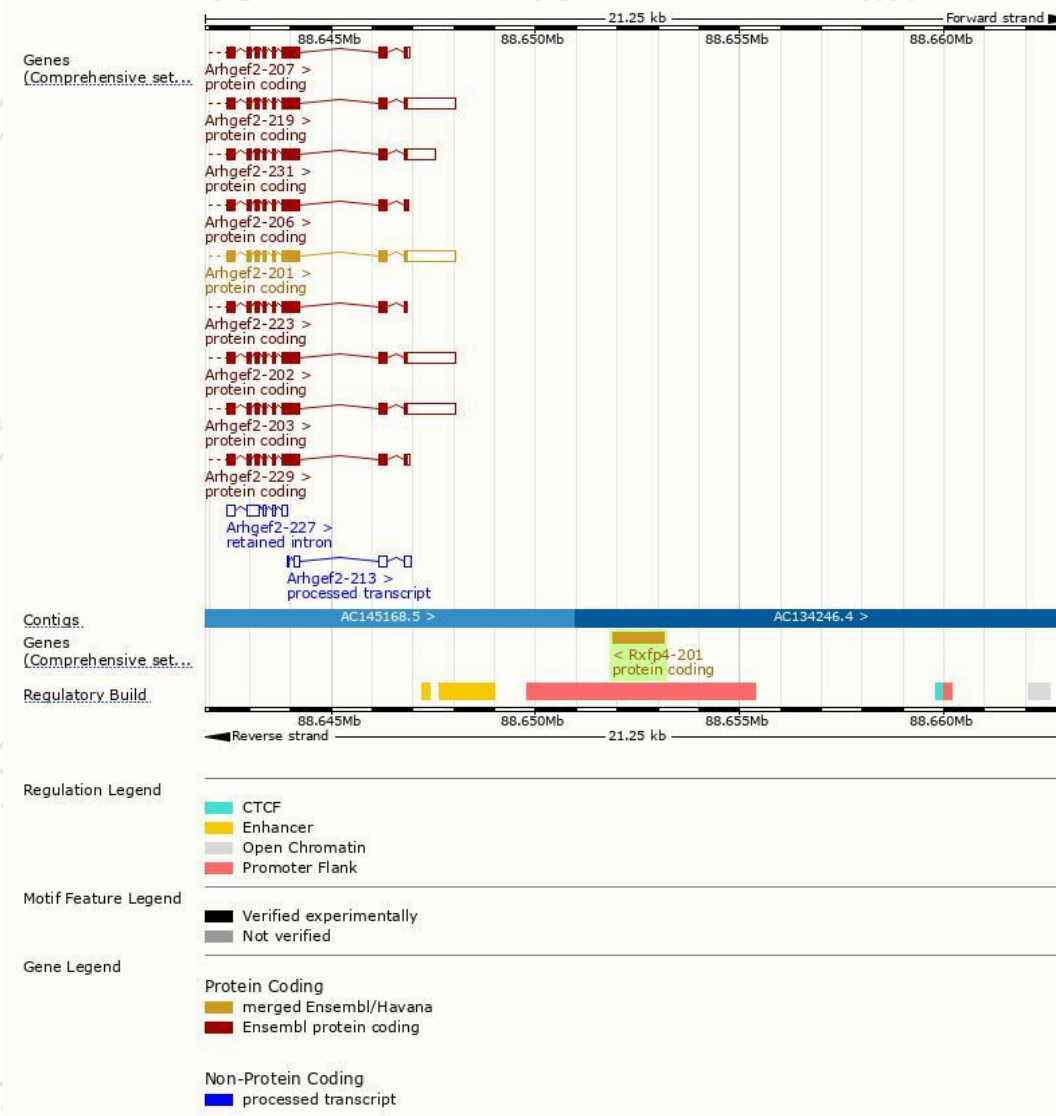 21.25 kb Forward strand
88.645Mb 88.650Mb 88.655Mb 88.660Mb
Genes
(Comprehensive set...
Arhgef2-207 >
protein coding
Arhgef2-219 >
protein coding
Arhgef2-231 >
protein coding
Arhgef2-206 >
protein coding
Arhgef2-201 >
protein coding
Arhgef2-223 >
protein coding
Arhgef2-202 >
protein coding
Arhgef2-203 >
protein coding
Arhgef2-229 >
protein coding
Arhgef2-227 >
retained intron
Arhgef2-213 >
processed transcript
Contigs AC145168.5 > AC134246.4 >
Genes
(Comprehensive set...
< Rxfp4-201
protein coding
Regulatory Build
88.645Mb 88.650Mb 88.655Mb 88.660Mb
Reverse strand 21.25 kb
Regulation Legend
CTCF
Enhancer
Open Chromatin
Promoter Flank
Motif Feature Legend
Verified experimentally
Not verified
Gene Legend
Protein Coding
merged Ensembl/Havana
Ensembl protein coding
Non-Protein Coding
processed transcript